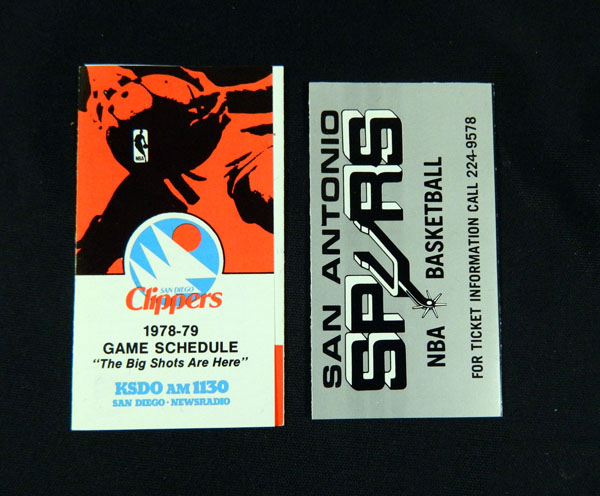 NBA
SAN DIEGO
Clippers
1978-79
GAME SCHEDULE
"The Big Shots Are Here"
KSDO AM 1130
SAN DIEGO · NEWSRADIO
SAN ANTONIO
SPURS
NBA BASKETBALL
FOR TICKET INFORMATION CALL 224-9578